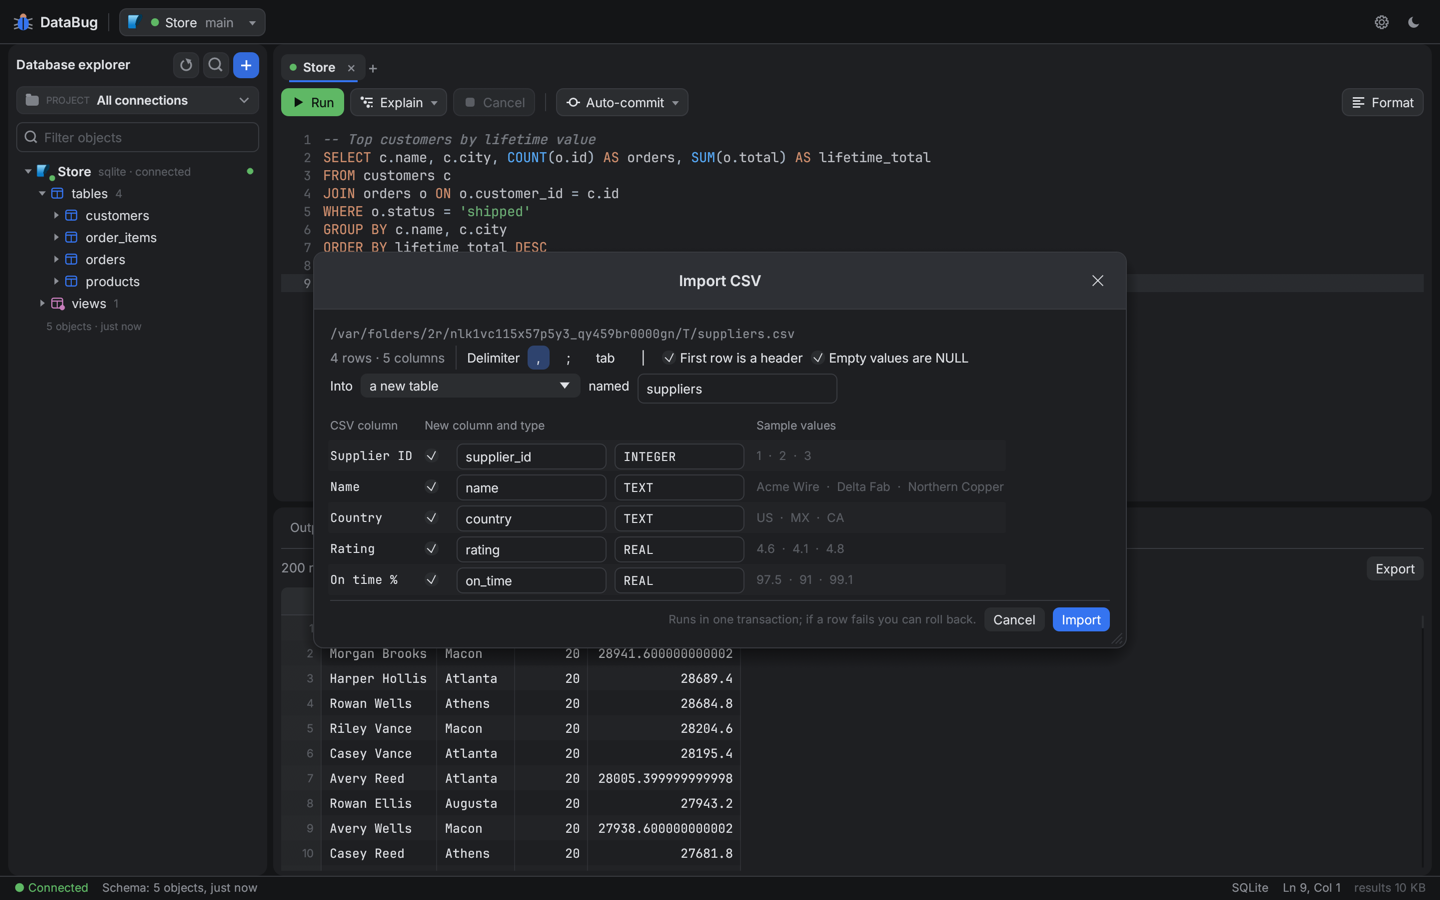 DataBug
Store main
Database explorer
PROJECT All connections
Filter objects
Store sqlite · connected
tables 4
customers
order_items
orders
products
views 1
5 objects · just now
Store × +
Run Explain Cancel Auto-commit Format
1 -- Top customers by lifetime value
2 SELECT c.name, c.city, COUNT(o.id) AS orders, SUM(o.total) AS lifetime_total
3 FROM customers c
4 JOIN orders o ON o.customer_id = c.id
5 WHERE o.status = 'shipped'
6 GROUP BY c.name, c.city
7 ORDER BY lifetime_total DESC
8
9
Import CSV
/var/folders/2r/nlk1vc115x57p5y3_qy459br0000gn/T/suppliers.csv
4 rows · 5 columns Delimiter , ; tab | First row is a header Empty values are NULL
Into a new table named suppliers
CSV column New column and type Sample values
Supplier ID supplier_id INTEGER 1 · 2 · 3
Name name TEXT Acme Wire · Delta Fab · Northern Copper
Country country TEXT US · MX · CA
Rating rating REAL 4.6 · 4.1 · 4.8
On time % on_time REAL 97.5 · 91 · 99.1
Runs in one transaction; if a row fails you can roll back. Cancel Import
200
Export
2 Morgan Brooks Macon 20 28941.600000000002
3 Harper Hollis Atlanta 20 28689.4
4 Rowan Wells Athens 20 28684.8
5 Riley Vance Macon 20 28204.6
6 Casey Vance Atlanta 20 28195.4
7 Avery Reed Atlanta 20 28005.399999999998
8 Rowan Ellis Augusta 20 27943.2
9 Avery Wells Macon 20 27938.600000000002
10 Casey Reed Athens 20 27681.8
Connected Schema: 5 objects, just now SQLite Ln 9, Col 1 results 10 KB